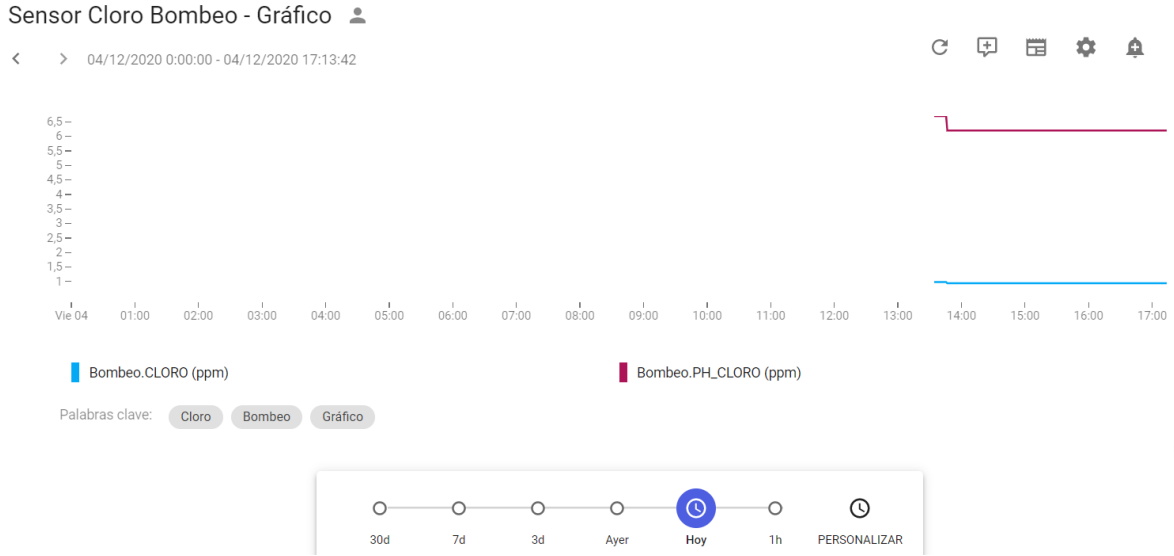 Sensor Cloro Bombeo - Gráfico
04/12/2020 0:00:00 - 04/12/2020 17:13:42
6,5
6
5,5
5
4,5
4
3,5
3
2,5
2
1,5
1
Vie 04 01:00 02:00 03:00 04:00 05:00 06:00 07:00 08:00 09:00 10:00 11:00 12:00 13:00 14:00 15:00 16:00 17:00
Bombeo.CLORO (ppm) Bombeo.PH_CLORO (ppm)
Palabras clave: Cloro Bombeo Gráfico
30d 7d 3d Ayer Hoy 1h PERSONALIZAR